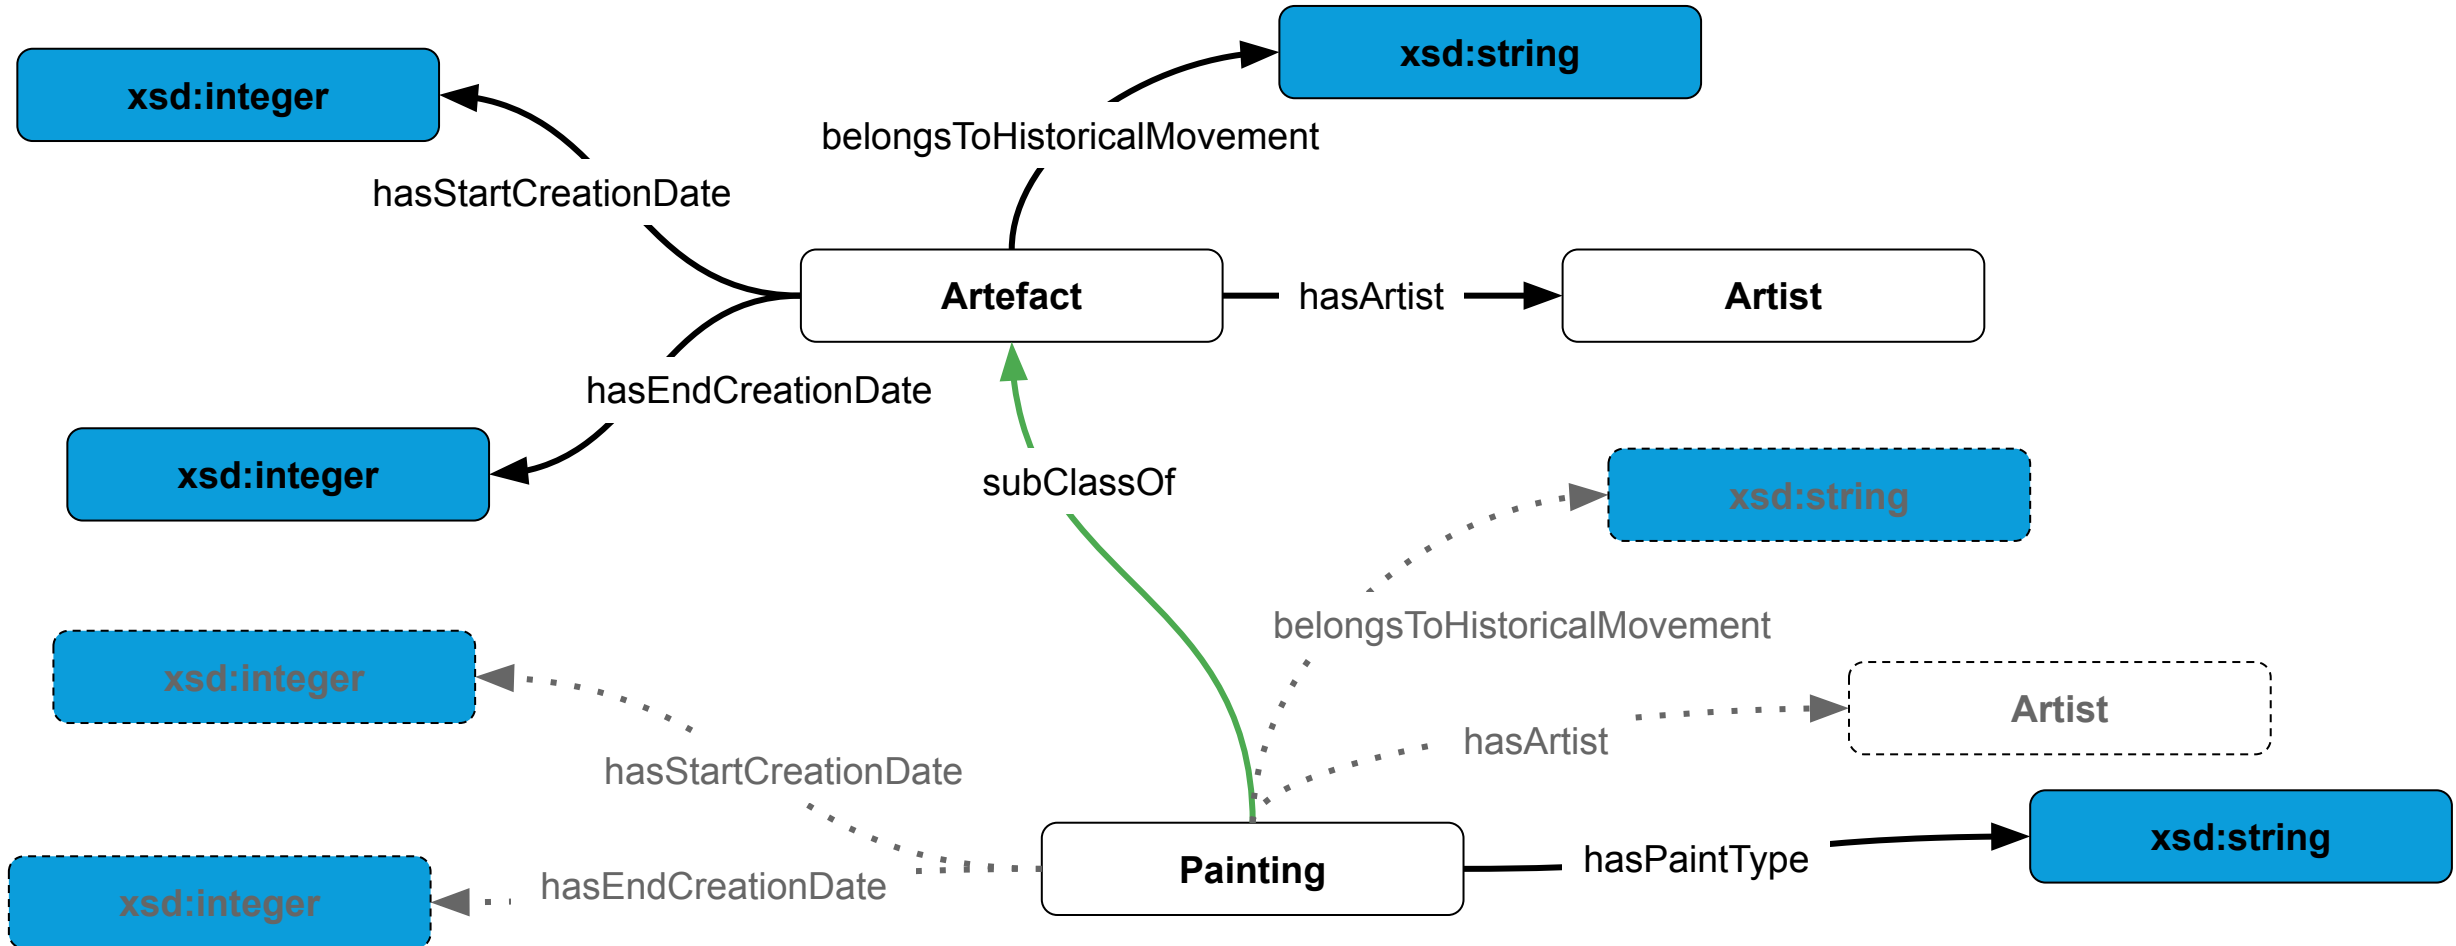 xsd:string
xsd:integer
belongsToHistoricalMovement
hasStartCreationDate
Artefact
hasArtist
Artist
hasEndCreationDate
xsd:integer
subClassOf
xsd:string
belongsToHistoricalMovement
xsd:integer
Artist
hasArtist
hasStartCreationDate
xsd:string
hasPaintType
Painting
hasEndCreationDate
xsd:integer